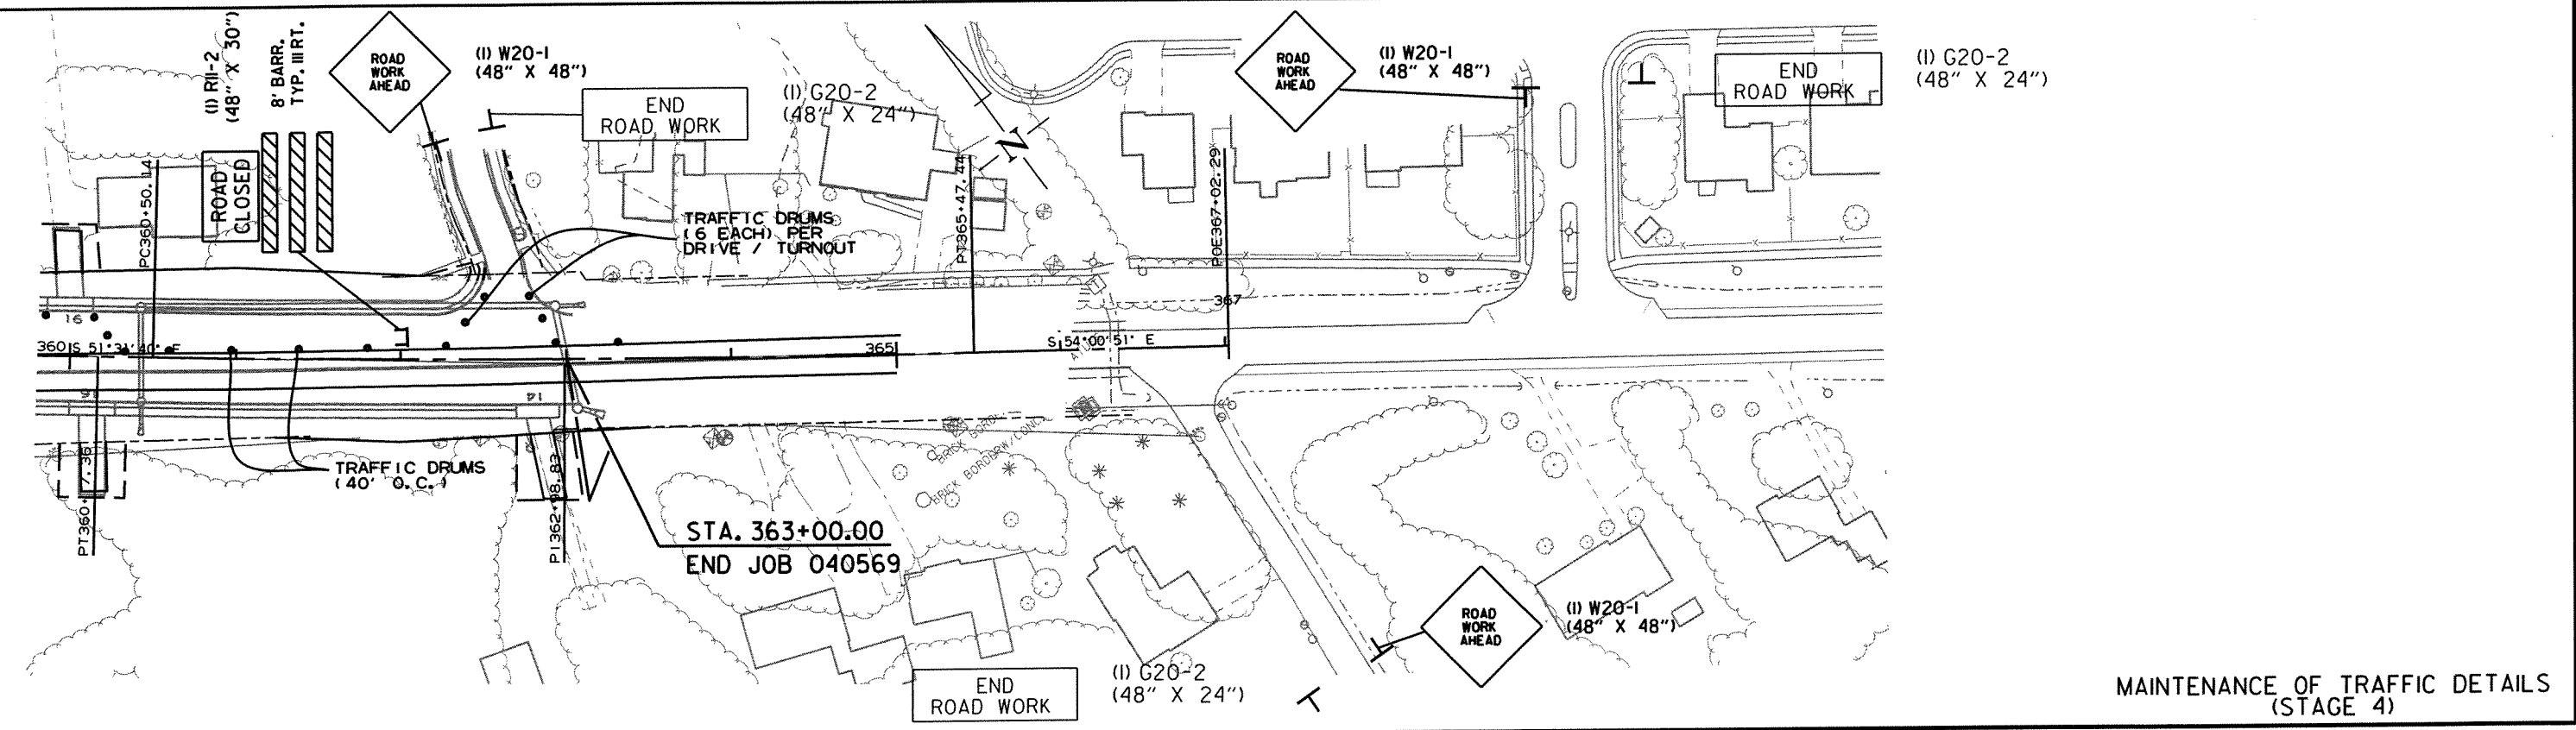 (1) R11-2
(48" X 30")
8' BARR.
TYP. III RT.
ROAD
CLOSED
ROAD
WORK
AHEAD
(1) W20-1
(48" X 48")
END
ROAD WORK
(1) G20-2
(48" X 24")
N
ROAD
WORK
AHEAD
(1) W20-1
(48" X 48")
END
ROAD WORK
(1) G20-2
(48" X 24")
PC360+50.14
TRAFFIC DRUMS
(6 EACH) PER
DRIVE / TURNOUT
PT365+47.44
POE367+02.29
367
16
360
S 51°31'40" E
365
S 54°00'51" E
16
14
TRAFFIC DRUMS
(40' O.C.)
PI362+98.83
BRICK BORD
BRICK BORDRW/CONC
STA. 363+00.00
END JOB 040569
ROAD
WORK
AHEAD
(1) W20-1
(48" X 48")
END
ROAD WORK
(1) G20-2
(48" X 24")
MAINTENANCE OF TRAFFIC DETAILS
(STAGE 4)